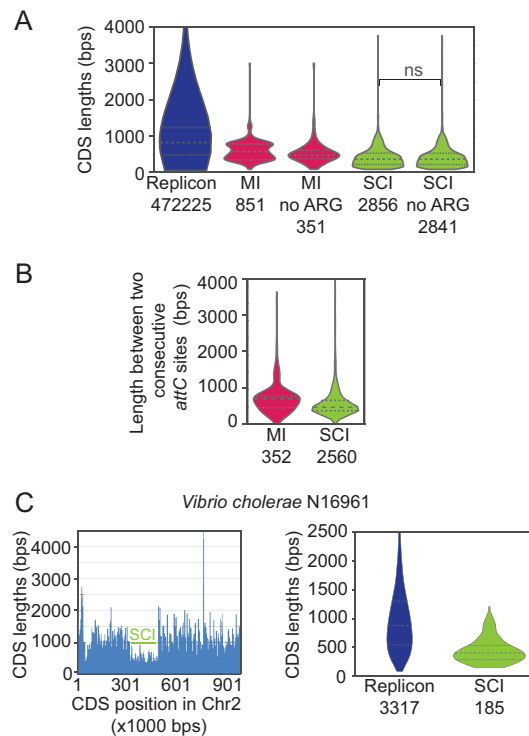 A
CDS lengths (bps)
4000
3000
2000
1000
0
ns
Replicon MI MI SCI SCI
472225 851 no ARG 2856 no ARG
351 2841
B
Length between two
consecutive
attC sites (bps)
4000
3000
2000
1000
0
MI SCI
352 2560
C
Vibrio cholerae N16961
CDS lengths (bps)
4000
3000
2000
1000
0
SCI
1 301 601 901
CDS position in Chr2
(x1000 bps)
CDS lengths (bps)
2500
2000
1500
1000
500
0
Replicon SCI
3317 185